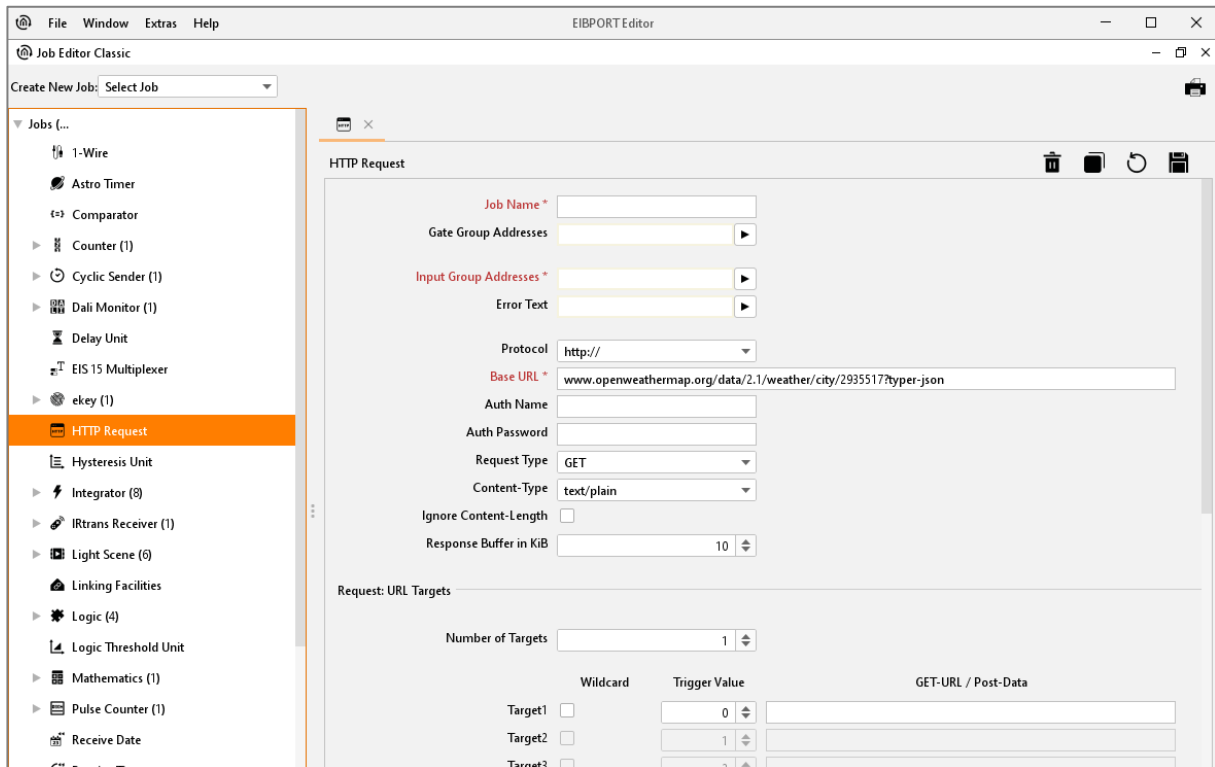 File Window Extras Help EIBPORT Editor
Job Editor Classic
Create New Job: Select Job
Jobs (...
1-Wire
Astro Timer
Comparator
Counter (1)
Cyclic Sender (1)
Dali Monitor (1)
Delay Unit
EIS 15 Multiplexer
ekey (1)
HTTP Request
Hysteresis Unit
Integrator (8)
IRtrans Receiver (1)
Light Scene (6)
Linking Facilities
Logic (4)
Logic Threshold Unit
Mathematics (1)
Pulse Counter (1)
Receive Date
HTTP Request
Job Name *
Gate Group Addresses
Input Group Addresses *
Error Text
Protocol http://
Base URL * www.openweathermap.org/data/2.1/weather/city/2935517?typer-json
Auth Name
Auth Password
Request Type GET
Content-Type text/plain
Ignore Content-Length
Response Buffer in KiB 10
Request: URL Targets
Number of Targets 1
Wildcard Trigger Value GET-URL / Post-Data
Target1 0
Target2 1
Target3